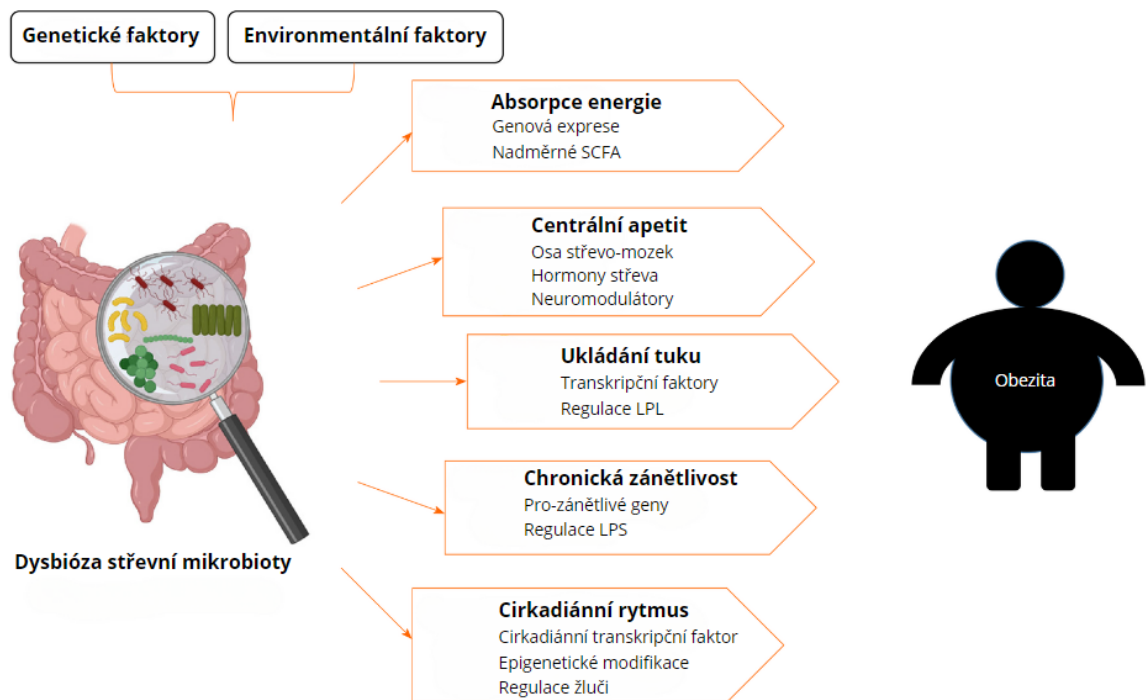 Genetické faktory
Environmentální faktory
Absorpce energie
Genová exprese
Nadměrné SCFA
Centrální apetit
Osa střevo-mozek
Hormony střeva
Neuromodulátory
Ukládání tuku
Transkripční faktory
Regulace LPL
Chronická zánětlivost
Pro-zánětlivé geny
Regulace LPS
Cirkadiánní rytmus
Cirkadiánní transkripční faktor
Epigenetické modifikace
Regulace žluči
Dysbióza střevní mikrobioty
Obezita